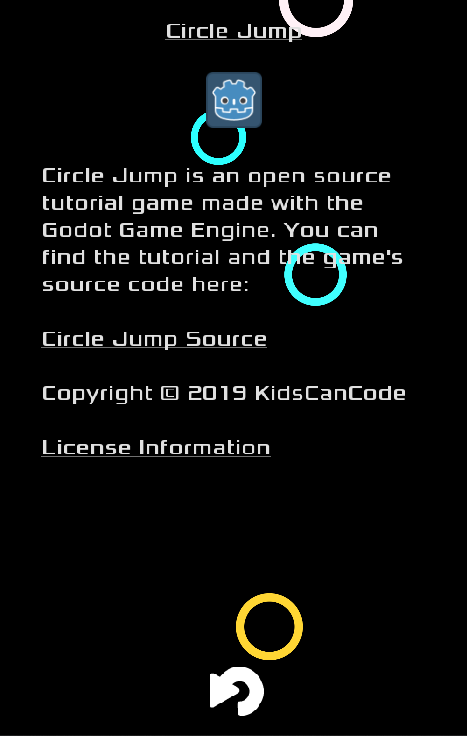 Circle Jump
Circle Jump is an open source
tutorial game made with the
Godot Game Engine. You can
find the tutorial and the game's
source code here:
Circle Jump Source
Copyright © 2019 KidsCanCode
License Information